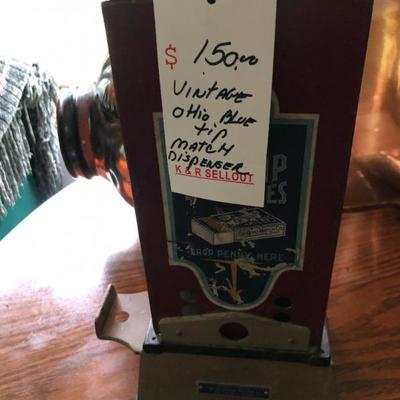 $ 150.00
VINTAGE
OHIO BLUE
tip
MATCH
DISPENSER
K & R SELLOUT
DROP PENNY HERE